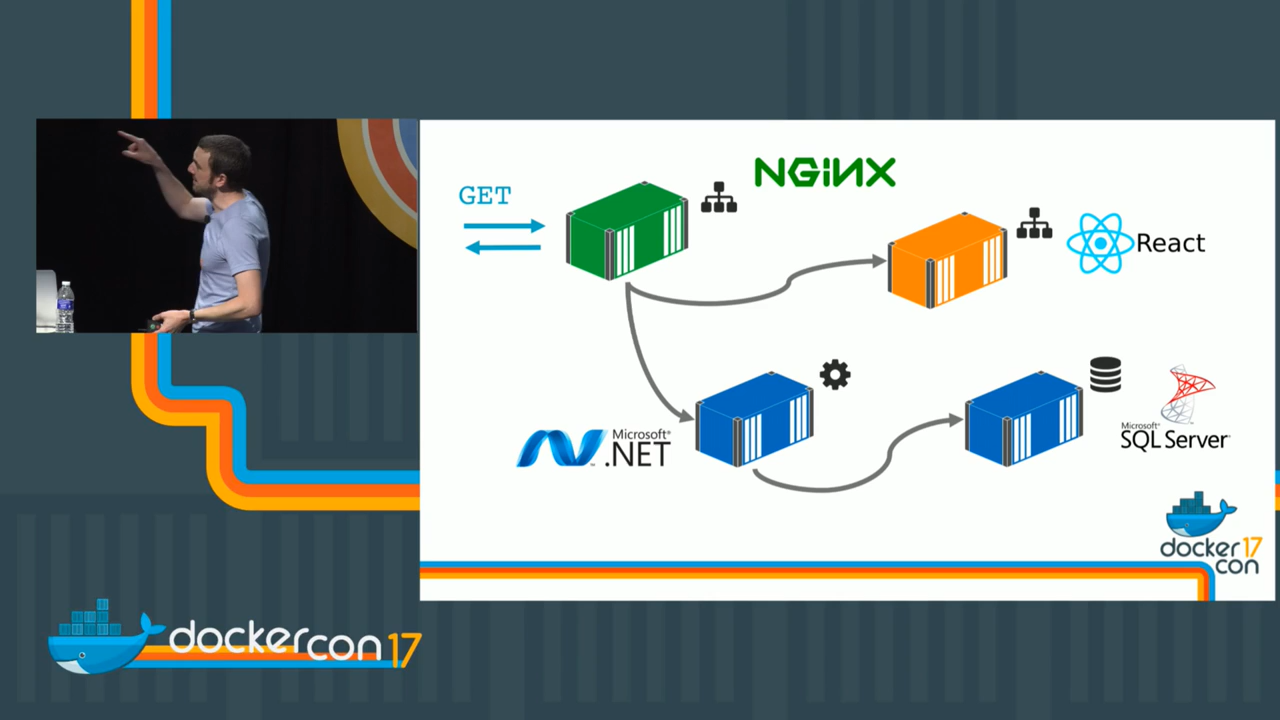 GET
NGiNX
React
Microsoft®
.NET
Microsoft®
SQL Server®
docker 17
con
dockercon 17